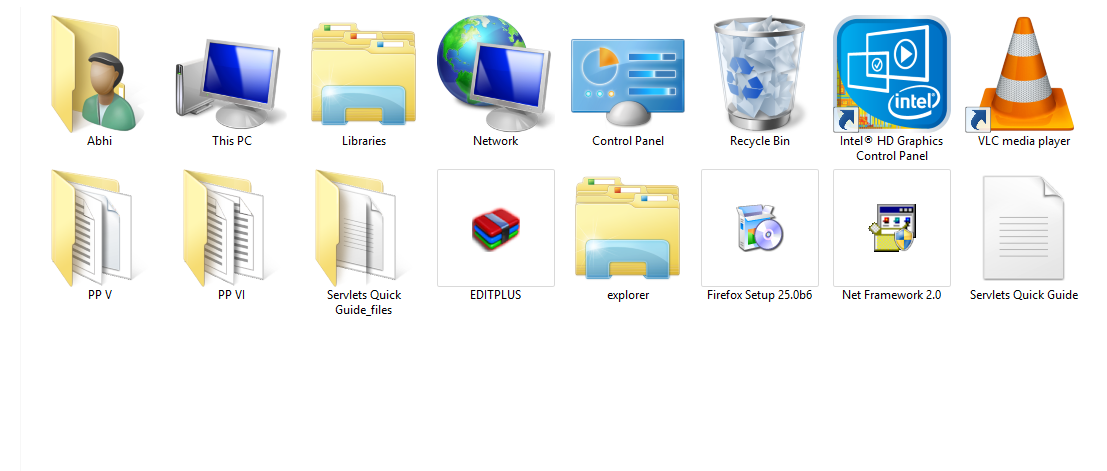 intel
Abhi
This PC
Libraries
Network
Control Panel
Recycle Bin
Intel® HD Graphics
Control Panel
VLC media player
PP V
PP VI
Servlets Quick
Guide_files
EDITPLUS
explorer
Firefox Setup 25.0b6
Net Framework 2.0
Servlets Quick Guide